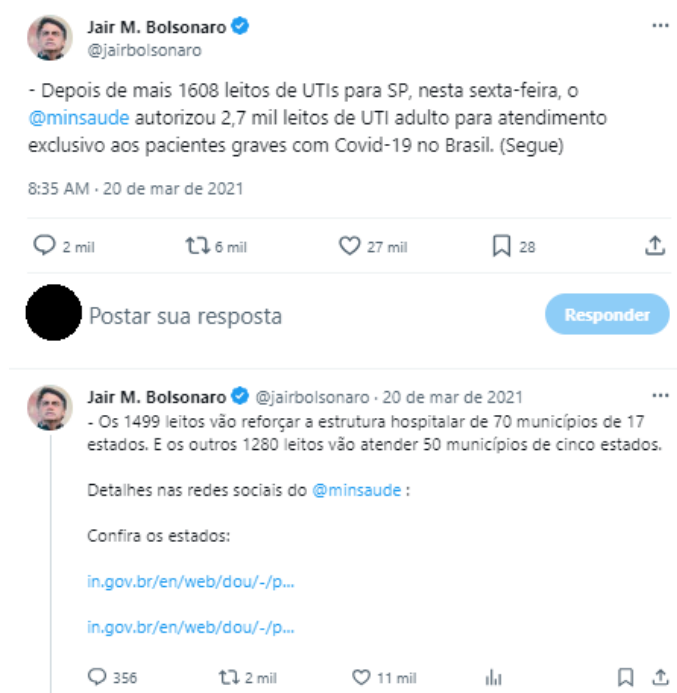 Jair M. Bolsonaro
@jairbolsonaro
- Depois de mais 1608 leitos de UTIs para SP, nesta sexta-feira, o
@minsaude autorizou 2,7 mil leitos de UTI adulto para atendimento
exclusivo aos pacientes graves com Covid-19 no Brasil. (Segue)
8:35 AM · 20 de mar de 2021
2 mil 6 mil 27 mil 28
Postar sua resposta Responder
Jair M. Bolsonaro @jairbolsonaro · 20 de mar de 2021
- Os 1499 leitos vão reforçar a estrutura hospitalar de 70 municípios de 17
estados. E os outros 1280 leitos vão atender 50 municípios de cinco estados.
Detalhes nas redes sociais do @minsaude :
Confira os estados:
in.gov.br/en/web/dou/-/p...
in.gov.br/en/web/dou/-/p...
356 2 mil 11 mil